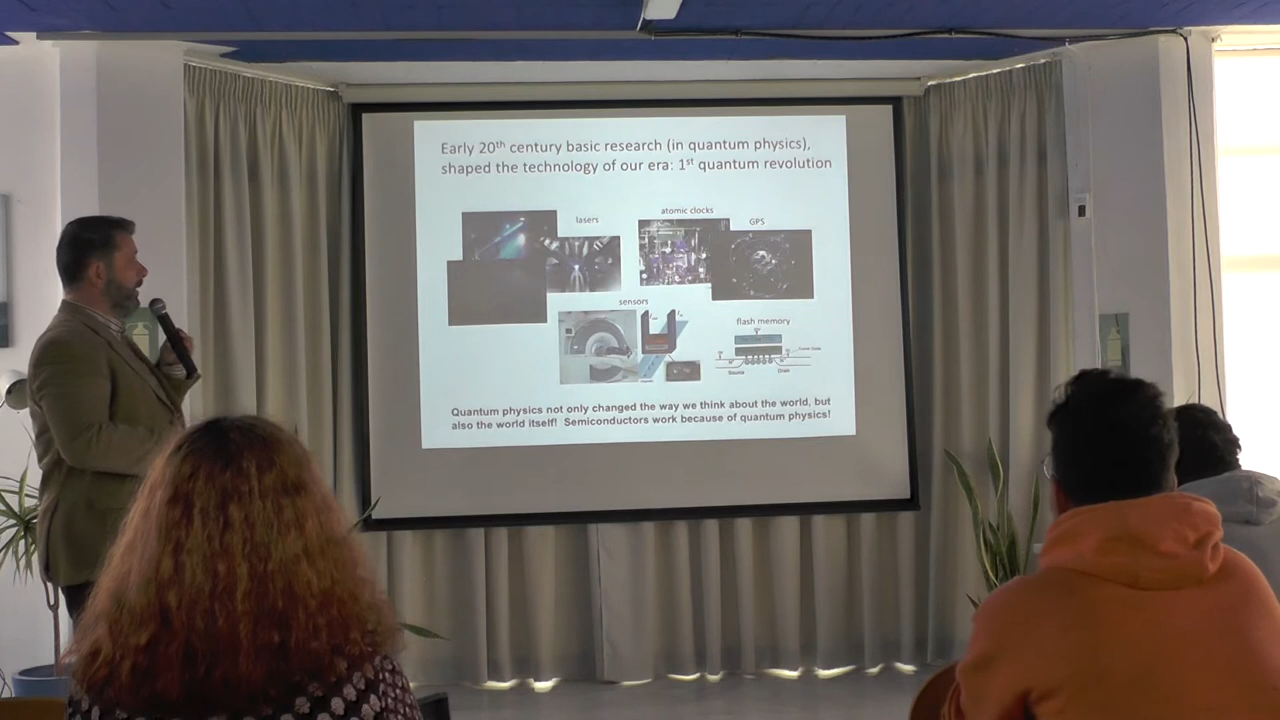 Early 20th century basic research (in quantum physics),
shaped the technology of our era: 1st quantum revolution
lasers
atomic clocks
GPS
sensors
flash memory
Source
Drain
Quantum physics not only changed the way we think about the world, but
also the world itself! Semiconductors work because of quantum physics!